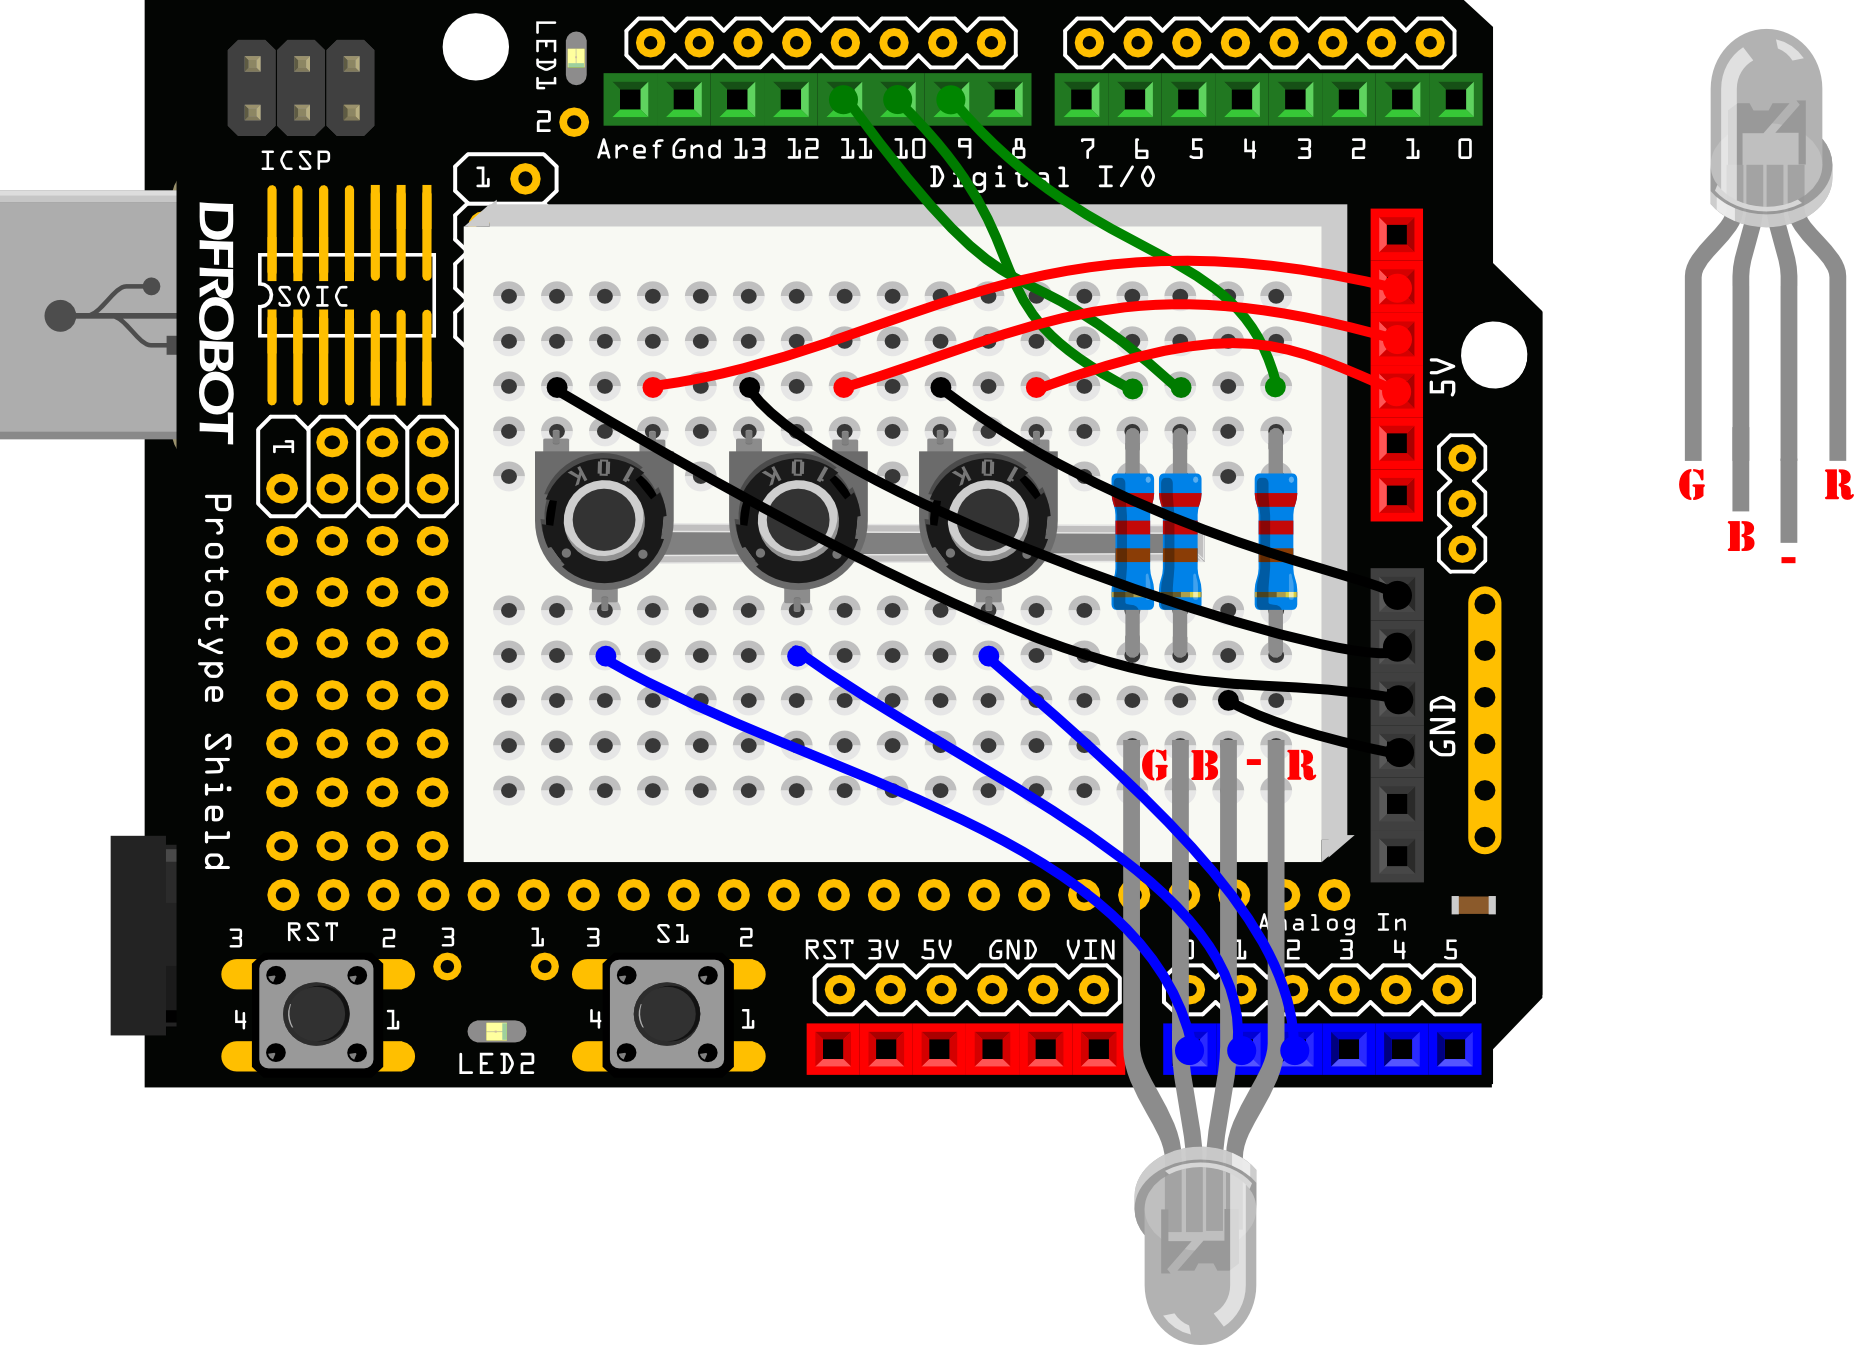 LED1
2
Aref Gnd 13 12 11 10 9 8 7 6 5 4 3 2 1 0
Digital I/O
ICSP
1
DFROBOT
SOIC
5V
1
G
R
B
-
10K
10K
10K
Prototype Shield
GND
G B - R
Analog In
3 RST 2 3 1 3 S1 2
RST 3V 5V GND VIN 0 1 2 3 4 5
4 1 4 1
LED2